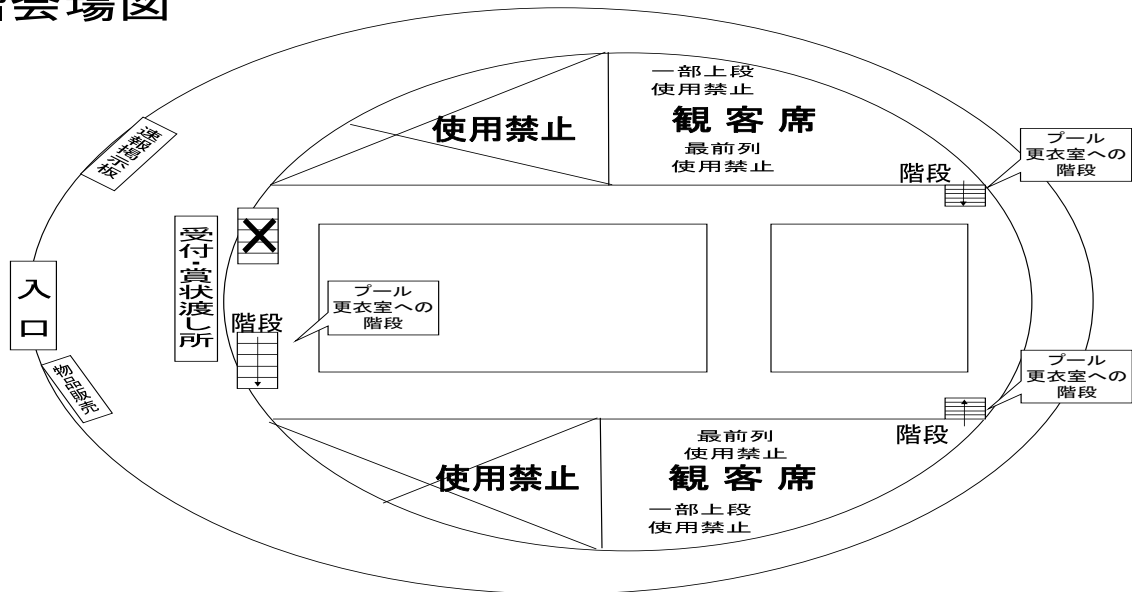 会場図
一部上段
使用禁止
観客席
最前列
使用禁止
使用禁止
速報掲示板
階段
プール
更衣室への
階段
受付・賞状渡し所
入口
プール
更衣室への
階段
階段
物品販売
プール
更衣室への
階段
階段
最前列
使用禁止
使用禁止
観客席
一部上段
使用禁止